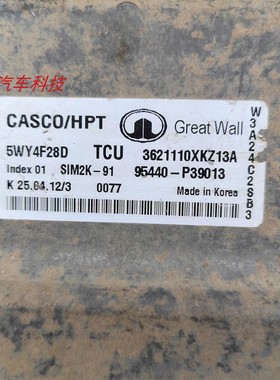 汽车科技
CASCO/HPT
Great Wall
5WY4F28D TCU 3621110XKZ13A
Index 01 SIM2K-91 95440-P39013
K 25.04.12/3 0077 Made in Korea
W3A24C2SB3